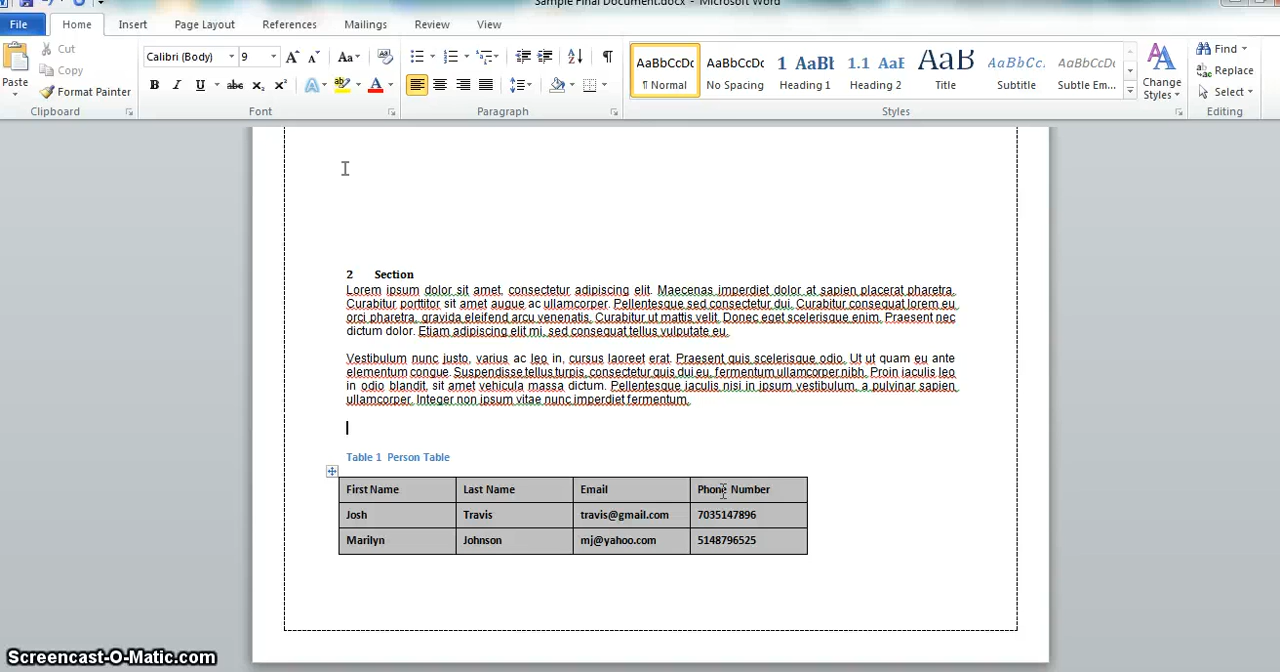 Sample Final Document.docx - Microsoft Word
File Home Insert Page Layout References Mailings Review View
Paste
Cut
Copy
Format Painter
Clipboard
Calibri (Body) 9
Font
Paragraph
AaBbCcDc AaBbCcDc 1 AaBbI 1.1 AaE AaB AaBbCc. AaBbCcDc
¶ Normal No Spacing Heading 1 Heading 2 Title Subtitle Subtle Em...
Change
Styles
Styles
Find
Replace
Select
Editing
2 Section
Lorem ipsum dolor sit amet, consectetur adipiscing elit. Maecenas imperdiet dolor at sapien placerat pharetra.
Curabitur porttitor sit amet augue ac ullamcorper. Pellentesque sed consectetur dui. Curabitur consequat lorem eu
orci pharetra, gravida eleifend arcu venenatis. Curabitur ut mattis velit. Donec eget scelerisque enim. Praesent nec
dictum dolor. Etiam adipiscing elit mi, sed consequat tellus vulputate eu.
Vestibulum nunc justo, varius ac leo in, cursus laoreet erat. Praesent quis scelerisque odio. Ut ut quam eu ante
elementum congue. Suspendisse tellus turpis, consectetur quis dui eu, fermentum ullamcorper nibh. Proin iaculis leo
in odio blandit, sit amet vehicula massa dictum. Pellentesque iaculis nisi in ipsum vestibulum, a pulvinar sapien
ullamcorper. Integer non ipsum vitae nunc imperdiet fermentum.
Table 1 Person Table
First Name Last Name Email Phone Number
Josh Travis travis@gmail.com 7035147896
Marilyn Johnson mj@yahoo.com 5148796525
Screencast-O-Matic.com